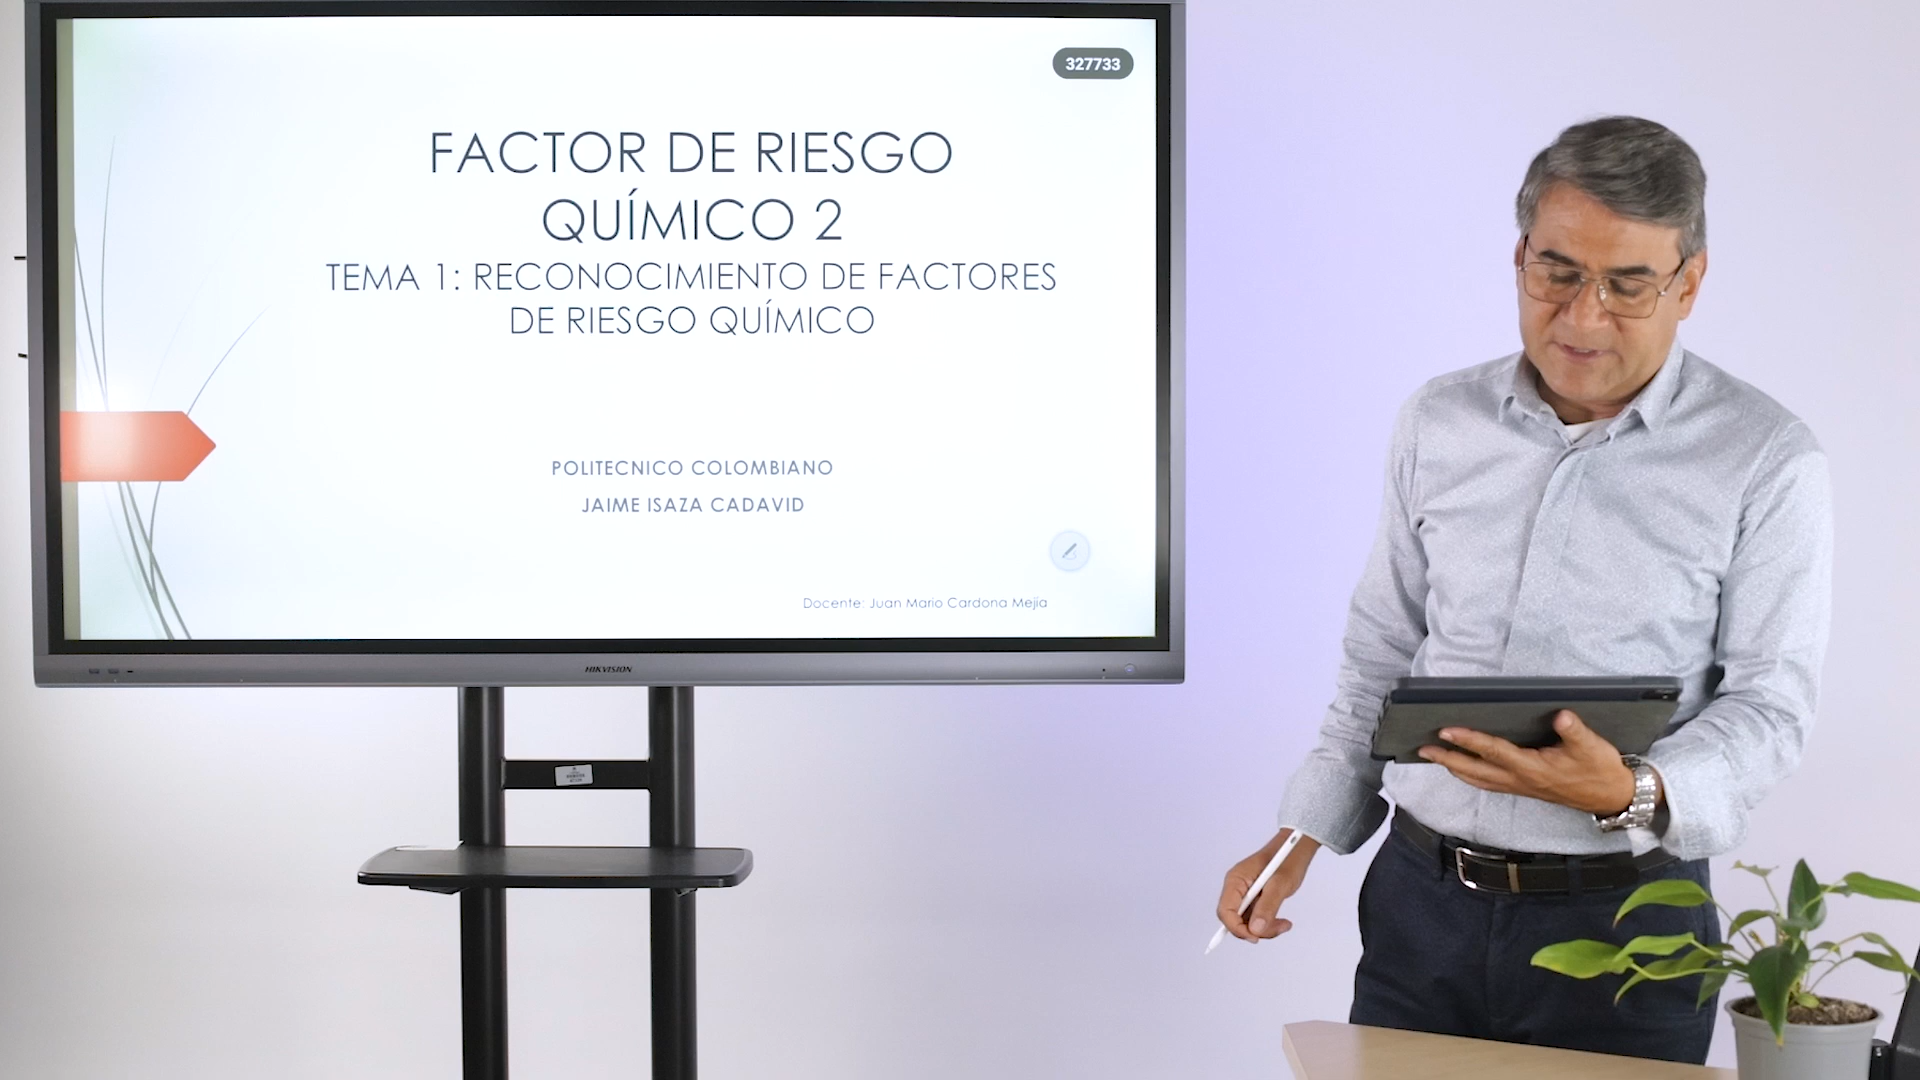 327733
FACTOR DE RIESGO
QUÍMICO 2
TEMA 1: RECONOCIMIENTO DE FACTORES
DE RIESGO QUÍMICO
POLITECNICO COLOMBIANO
JAIME ISAZA CADAVID
Docente: Juan Mario Cardona Mejía
HIKVISION